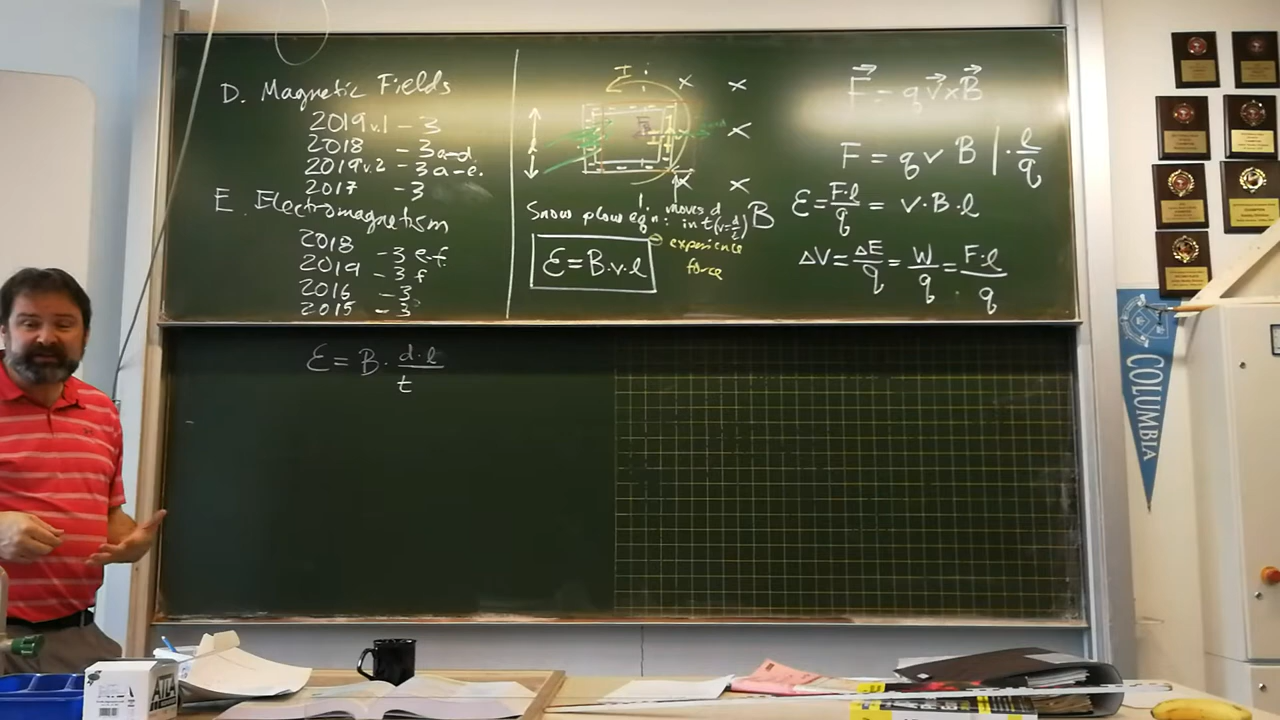 D. Magnetic Fields
2019 v.1 - 3
2018 - 3 a-d.
2019 v.2 - 3 a-e.
2017 - 3
E. Electromagnetism
2018 - 3 e.f.
2019 - 3 f
2016 - 3
2015 - 3
I
x x
x
x x
Snow plow eqn: moves d
in t (v=d/t)
B
⊖ experience
force
ℰ=B·v·l
F = qv×B
F = qvB |·l/q
ℰ=F·l/q = v·B·l
ΔV=ΔE/q=W/q=F·l/q
ℰ=B·d·l/t
COLUMBIA